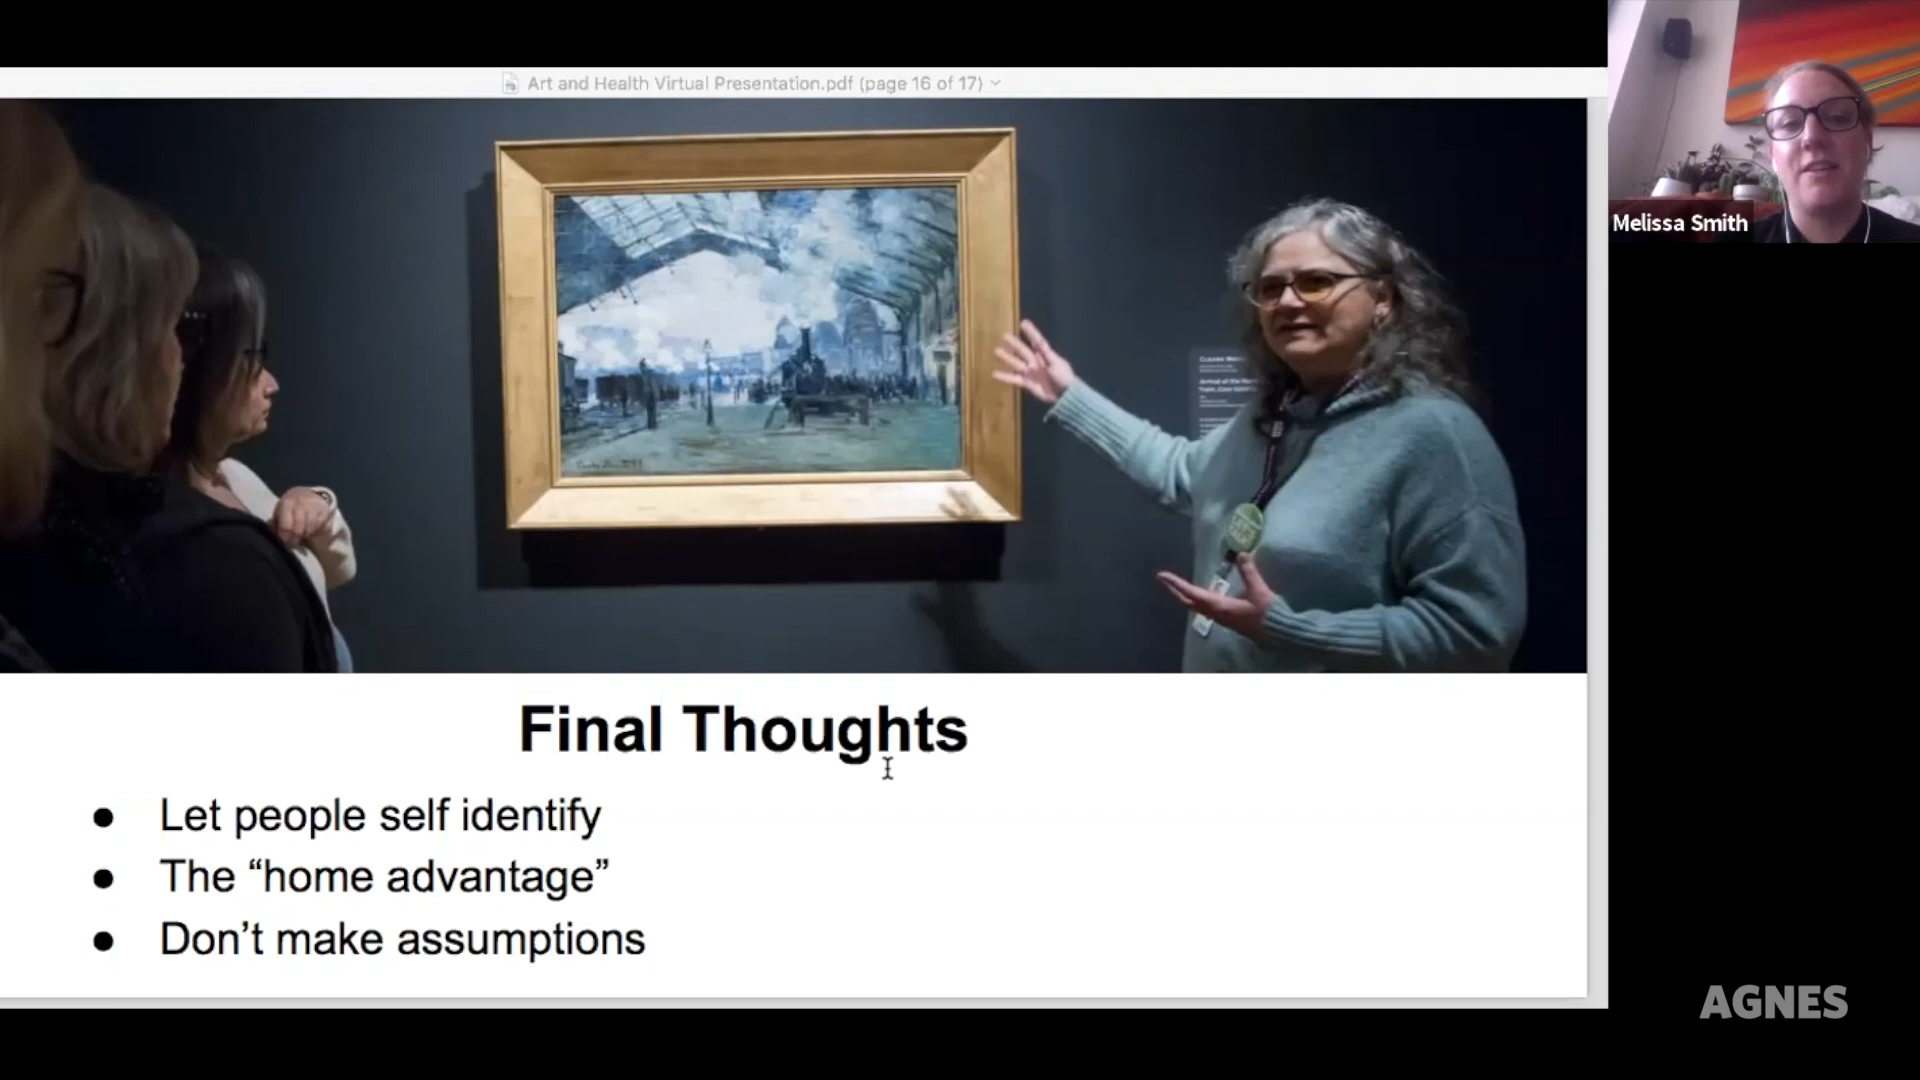 Art and Health Virtual Presentation.pdf (page 16 of 17)
Melissa Smith
Final Thoughts
● Let people self identify
● The “home advantage”
● Don’t make assumptions
AGNES